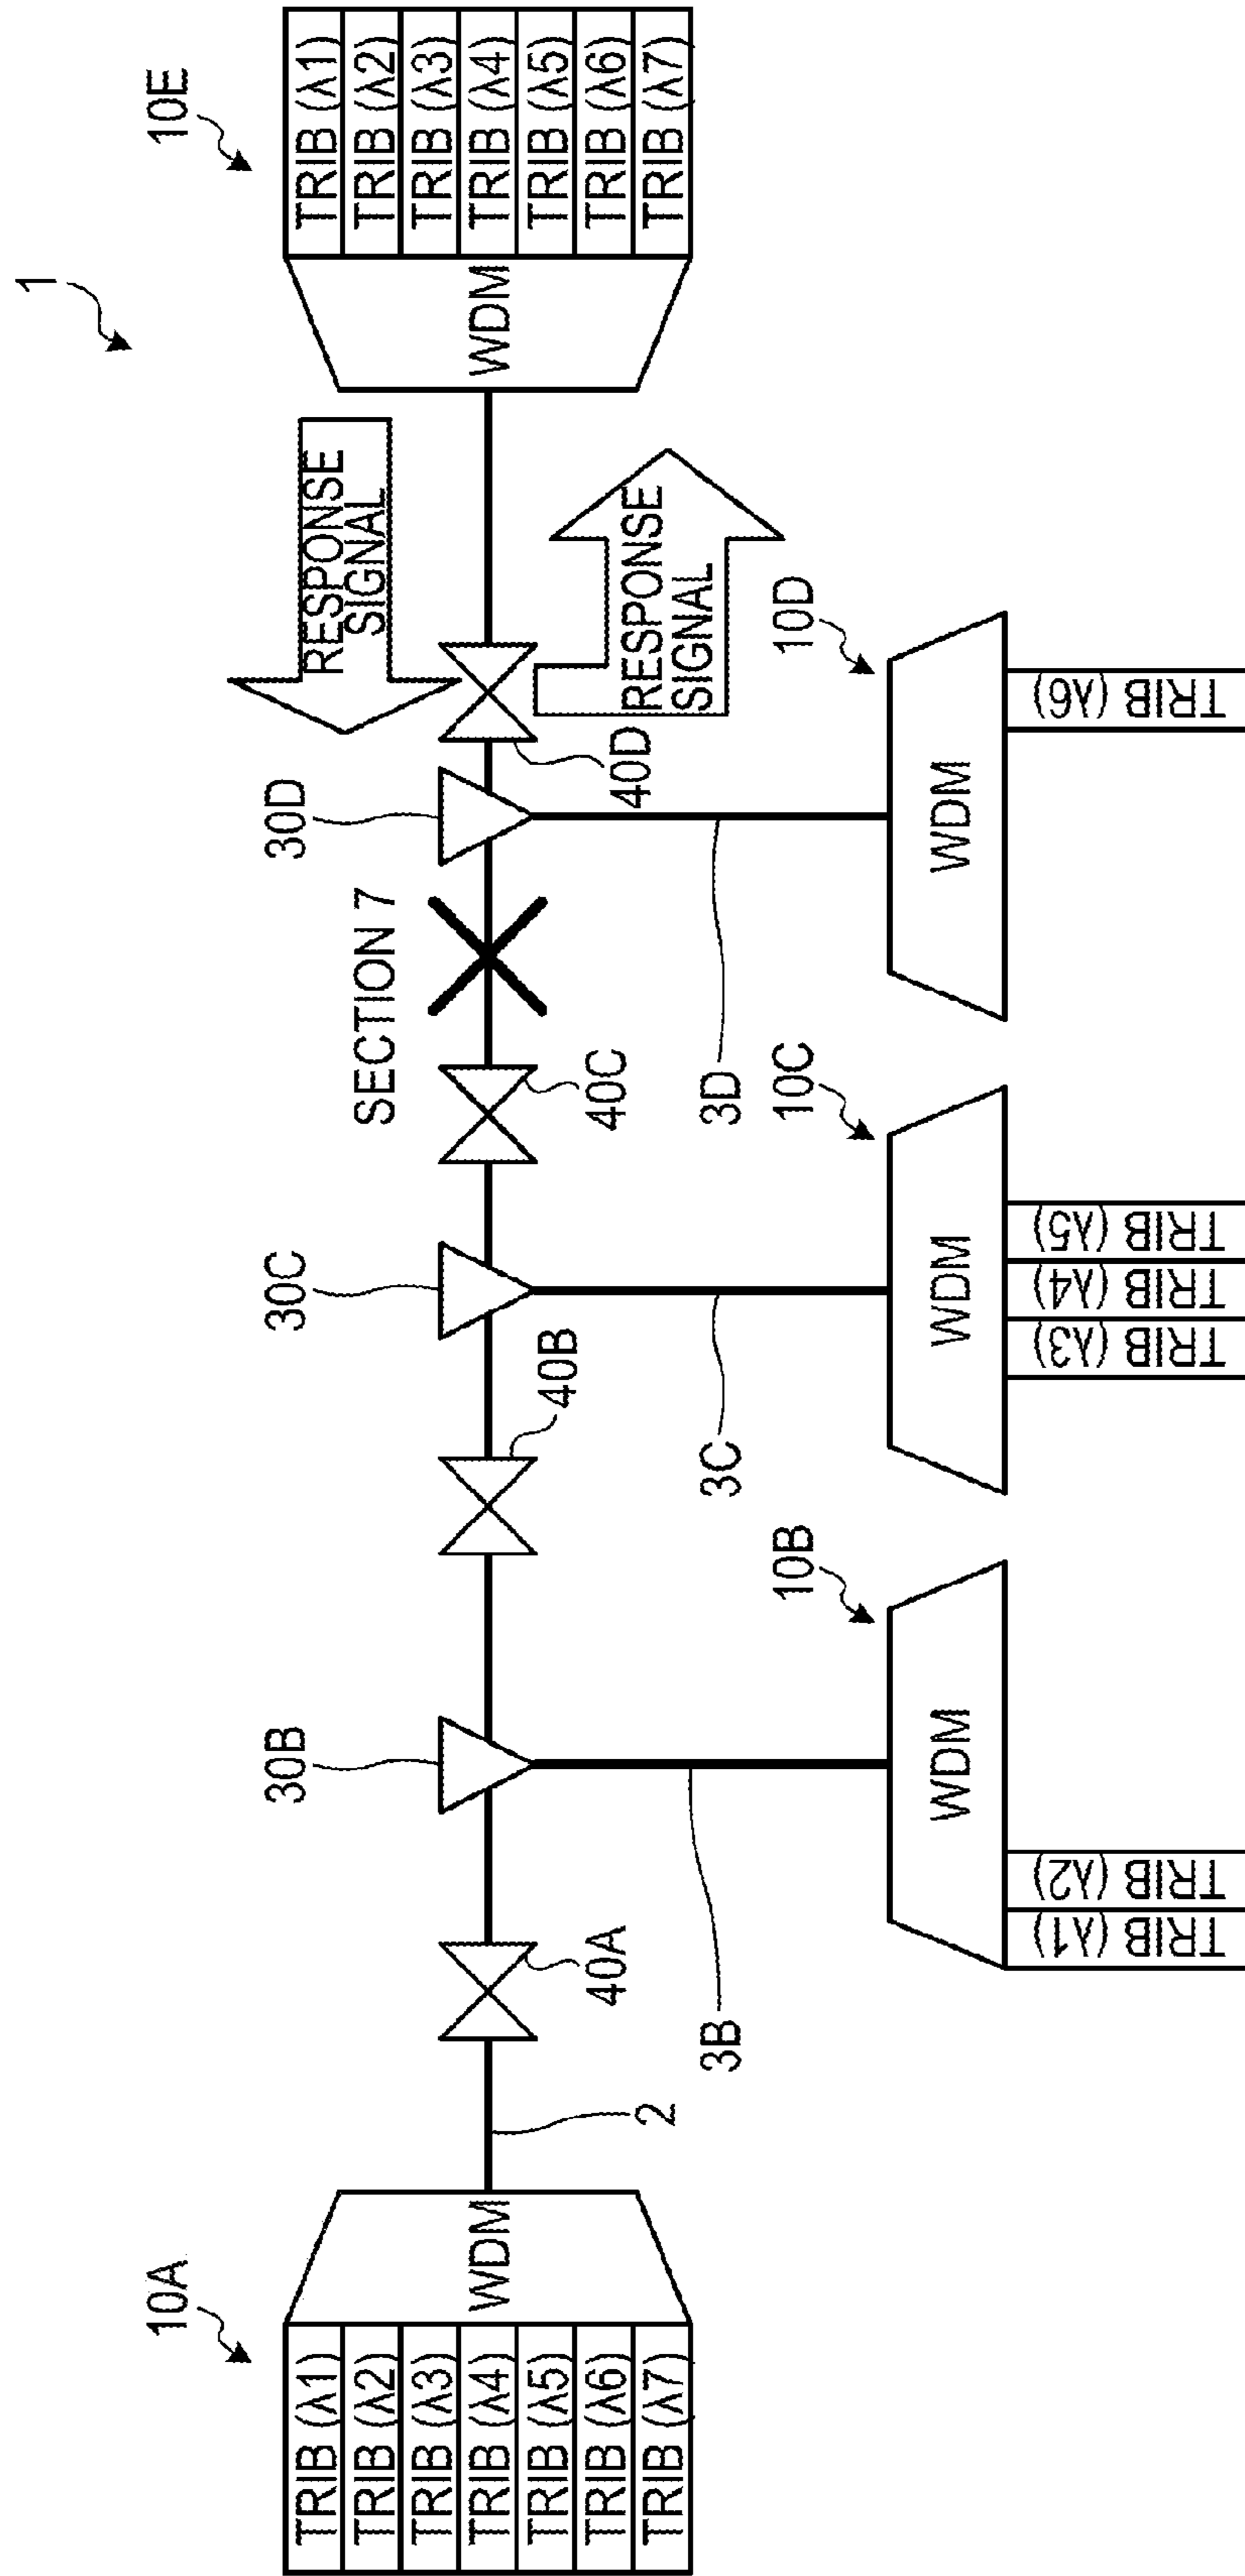 1
10A
TRIB (λ1)
TRIB (λ2)
TRIB (λ3)
TRIB (λ4)
TRIB (λ5)
TRIB (λ6)
TRIB (λ7)
WDM
2
40A
30B
3B
40B
30C
3C
40C
SECTION 7
30D
3D
40D
RESPONSE
SIGNAL
RESPONSE
SIGNAL
10E
WDM
TRIB (λ1)
TRIB (λ2)
TRIB (λ3)
TRIB (λ4)
TRIB (λ5)
TRIB (λ6)
TRIB (λ7)
10B
WDM
TRIB (λ1)
TRIB (λ2)
10C
WDM
TRIB (λ3)
TRIB (λ4)
TRIB (λ5)
10D
WDM
TRIB (λ6)